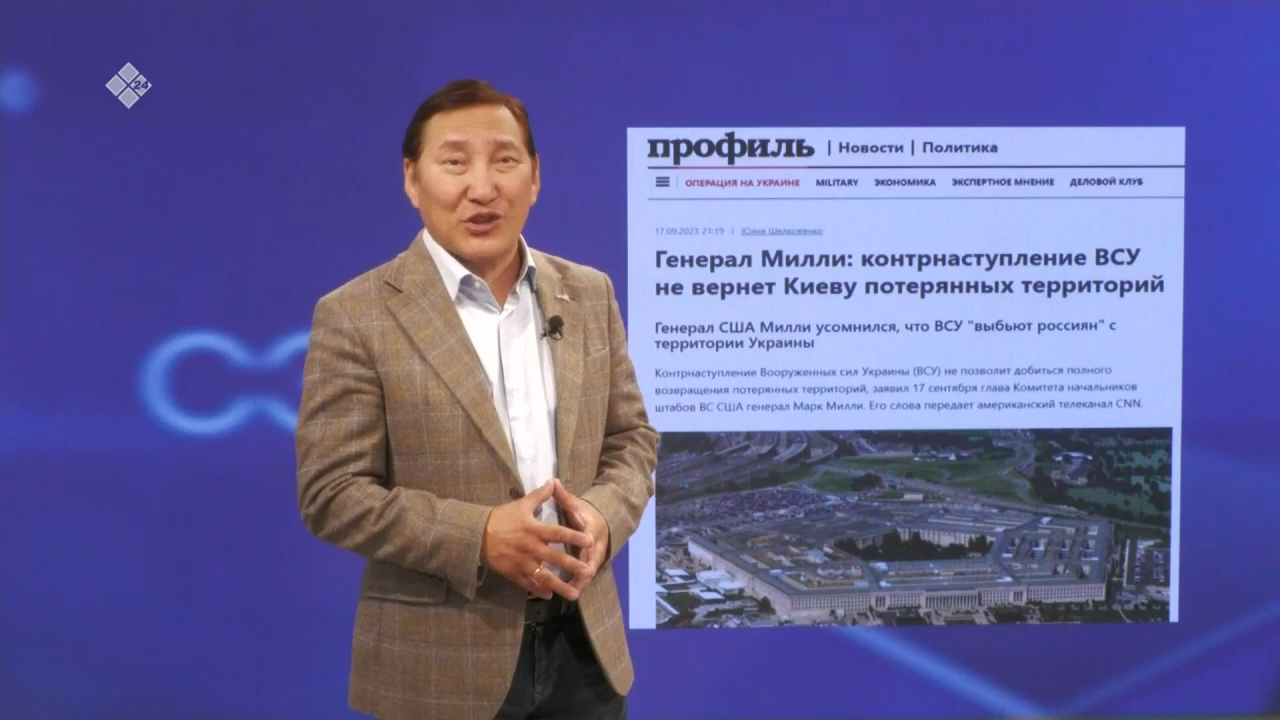 x24
профиль | Новости | Политика
ОПЕРАЦИЯ НА УКРАИНЕ MILITARY ЭКОНОМИКА ЭКСПЕРТНОЕ МНЕНИЕ ДЕЛОВОЙ КЛУБ
17.09.2023 21:19 | Юлия Шелковенко
Генерал Милли: контрнаступление ВСУ
не вернет Киеву потерянных территорий
Генерал США Милли усомнился, что ВСУ "выбьют россиян" с
территории Украины
Контрнаступление Вооруженных сил Украины (ВСУ) не позволит добиться полного
возвращения потерянных территорий, заявил 17 сентября глава Комитета начальников
штабов ВС США генерал Марк Милли. Его слова передает американский телеканал CNN.